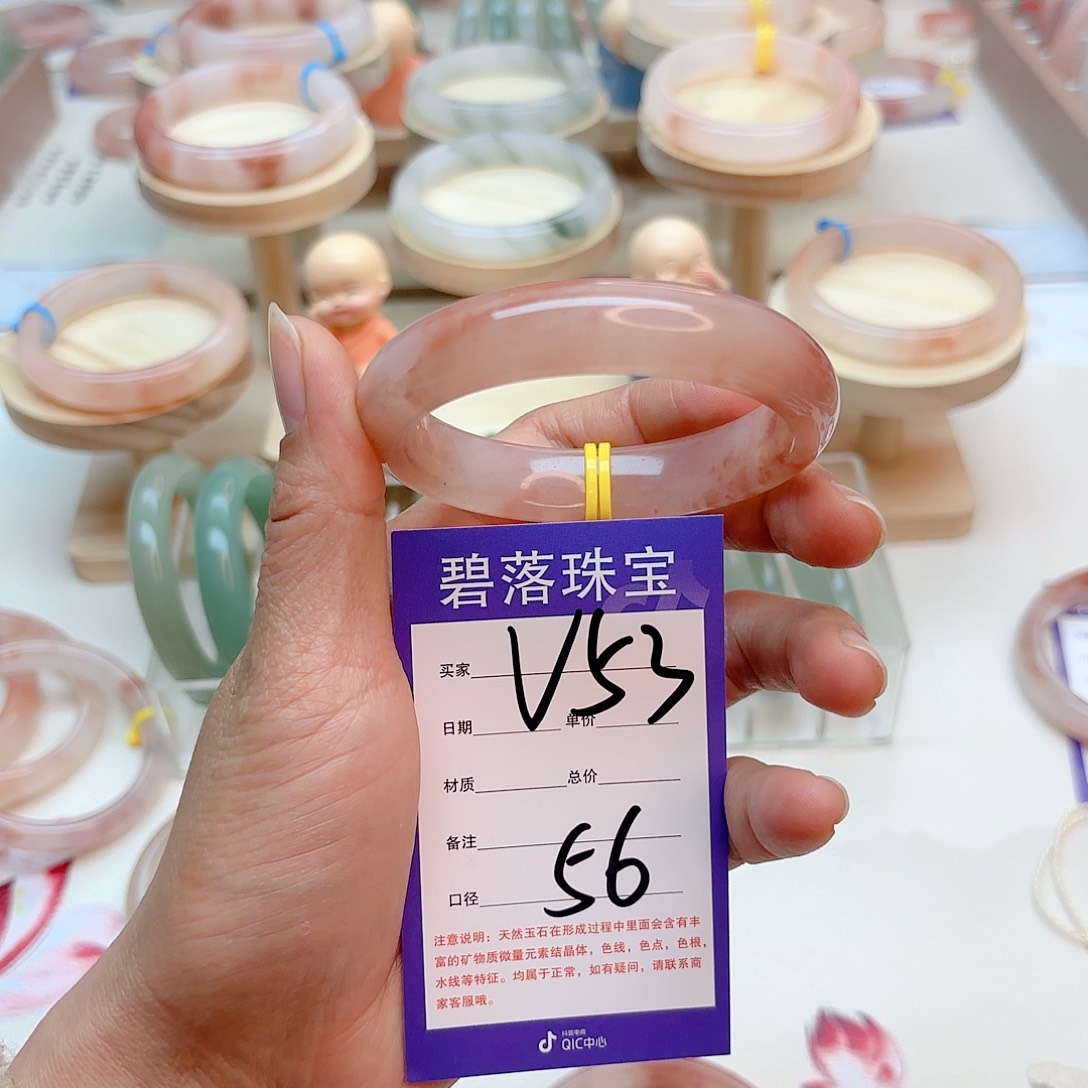 碧落珠宝
买家 V53
日期 单价
材质 总价
备注
口径 56
注意说明：天然玉石在形成过程中里面会含有丰
富的矿物质微量元素结晶体，色线，色点，色根，
水线等特征。均属于正常，如有疑问，请联系商
家客服哦。
抖音电商
QIC中心